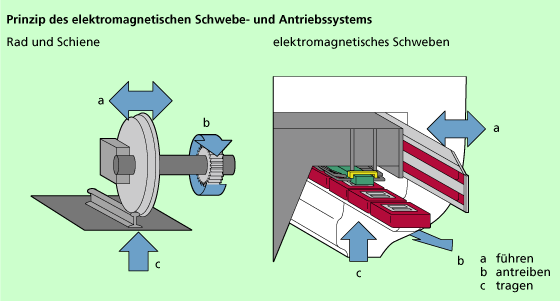 Prinzip des elektromagnetischen Schwebe- und Antriebssystems
Rad und Schiene
elektromagnetisches Schweben
a
b
c
a
b
c
a führen
b antreiben
c tragen